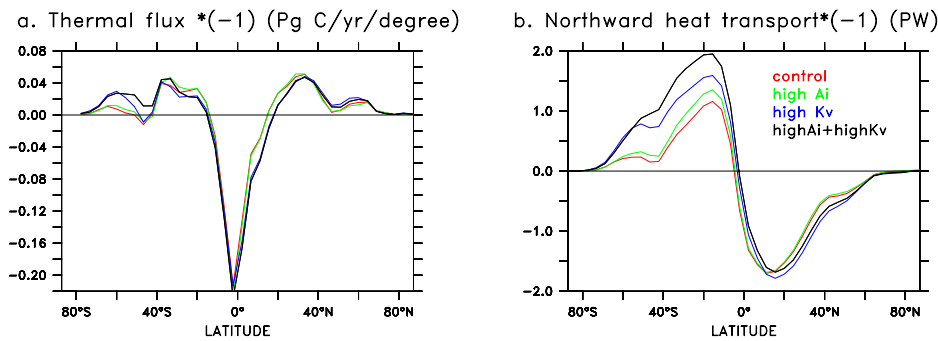 a. Thermal flux *(-1) (Pg C/yr/degree)
0.08
0.04
0.00
-0.04
-0.08
-0.12
-0.16
-0.20
80°S 40°S 0° 40°N 80°N
LATITUDE
b. Northward heat transport*(-1) (PW)
2.0
1.0
0.0
-1.0
-2.0
control
high Ai
high Kv
highAi+highKv
80°S 40°S 0° 40°N 80°N
LATITUDE